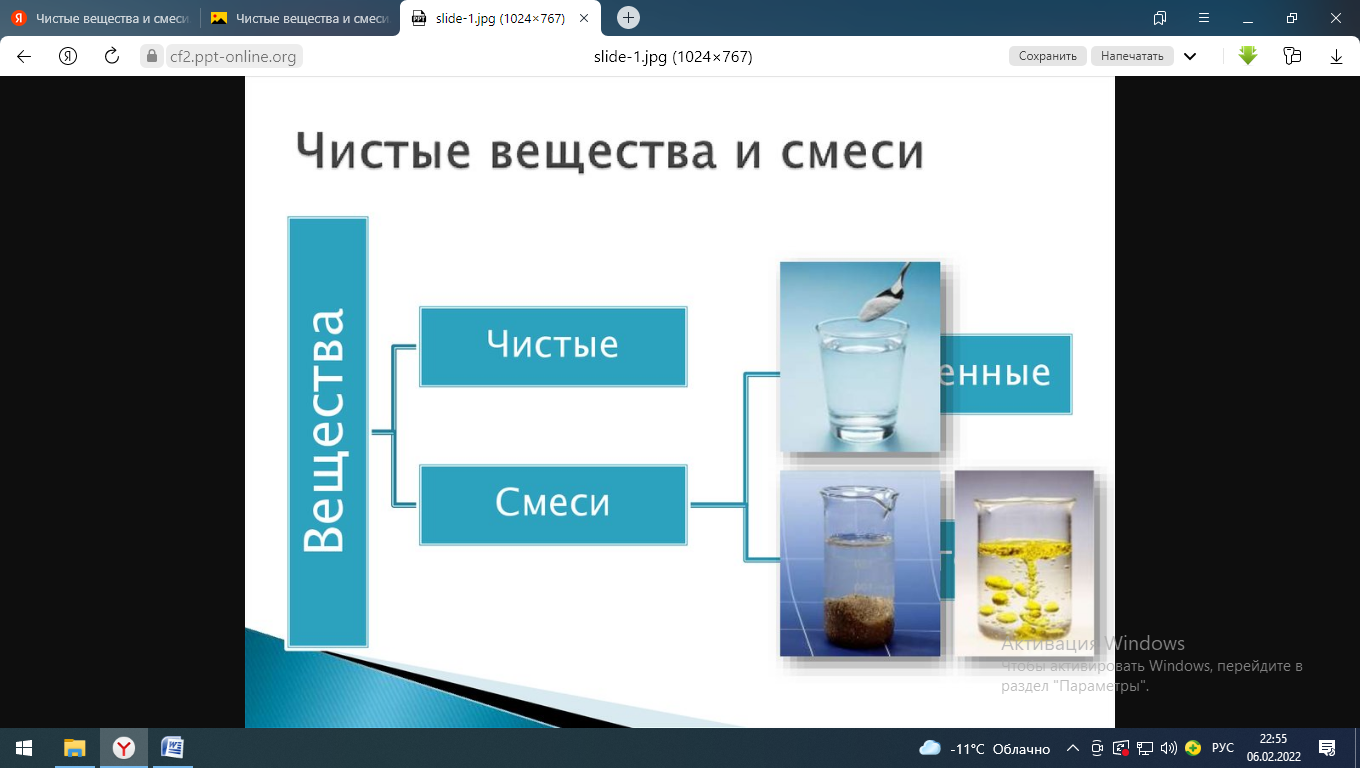 Чистые вещества и смеси
Чистые вещества и смеси
slide-1.jpg (1024×767)
cf2.ppt-online.org
slide-1.jpg (1024×767)
Сохранить
Напечатать
Чистые вещества и смеси
Вещества
Чистые
Смеси
енные
Активация Windows
Чтобы активировать Windows, перейдите в
раздел "Параметры".
-11°C Облачно
РУС
22:55
06.02.2022